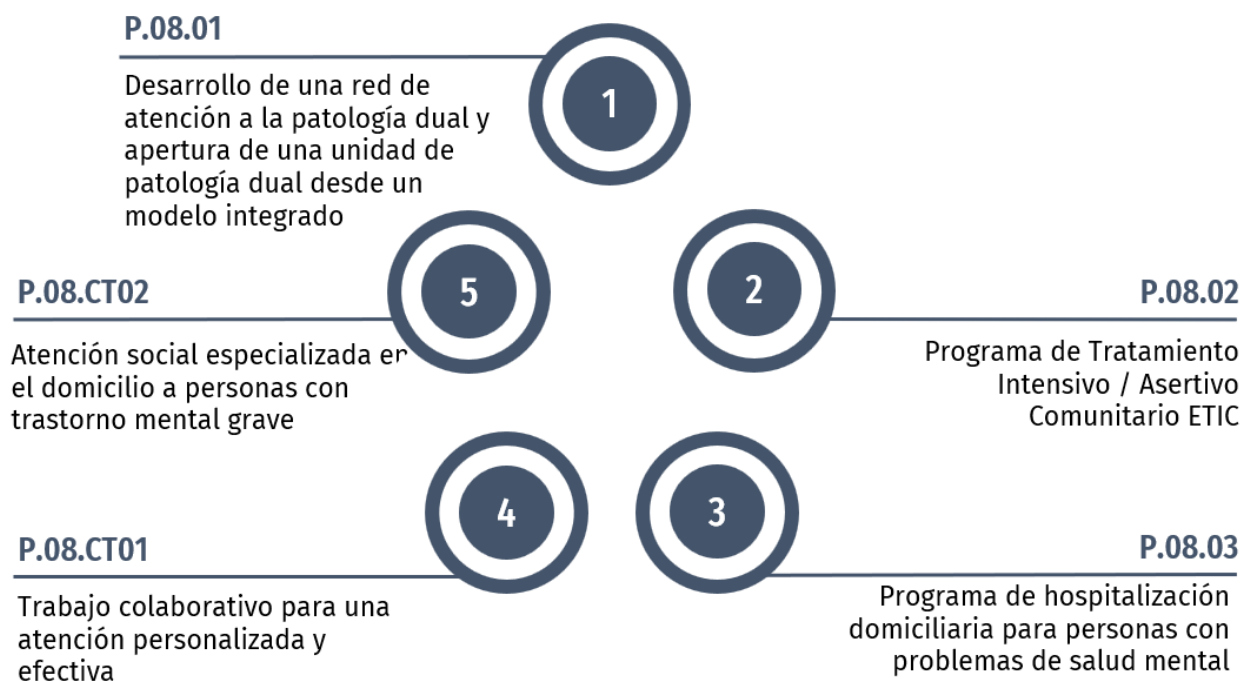 P.08.01
Desarrollo de una red de
atención a la patología dual y
apertura de una unidad de
patología dual desde un
modelo integrado
1
P.08.02
2
Programa de Tratamiento
Intensivo / Asertivo
Comunitario ETIC
P.08.03
3
Programa de hospitalización
domiciliaria para personas con
problemas de salud mental
P.08.CT01
4
Trabajo colaborativo para una
atención personalizada y
efectiva
P.08.CT02
5
Atención social especializada en
el domicilio a personas con
trastorno mental grave